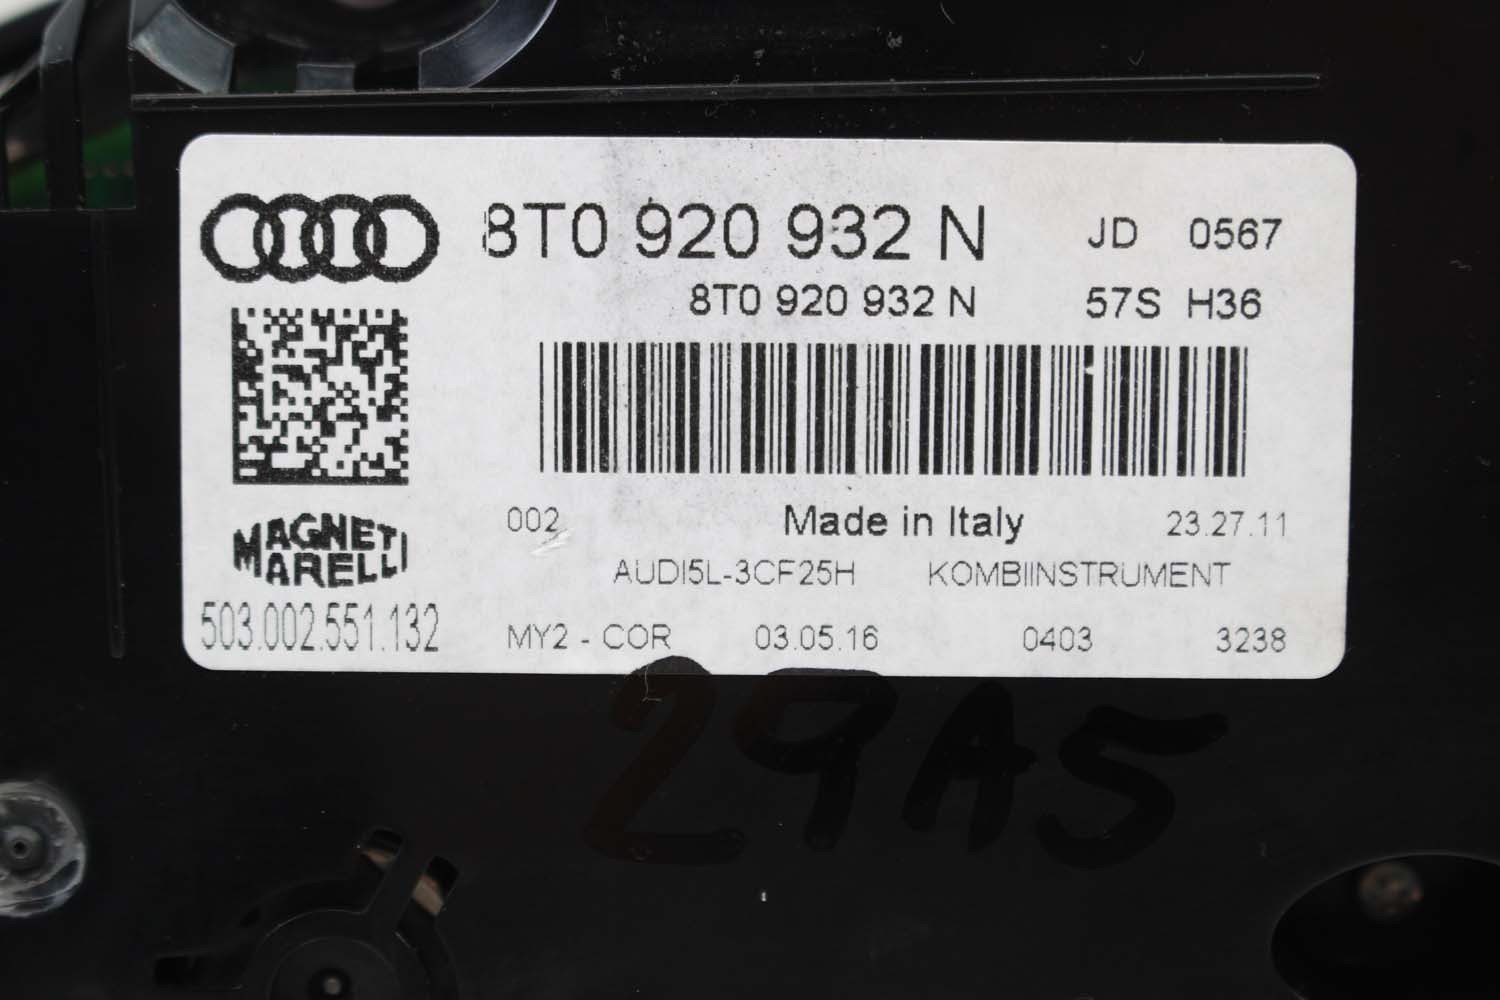 8T0 920 932 N JD 0567
8T0 920 932 N 57S H36
002 Made in Italy 23.27.11
MAGNETI
MARELLI
AUDI5L-3CF25H KOMBIINSTRUMENT
503.002.551.132
MY2 - COR 03.05.16 0403 3238
29A5